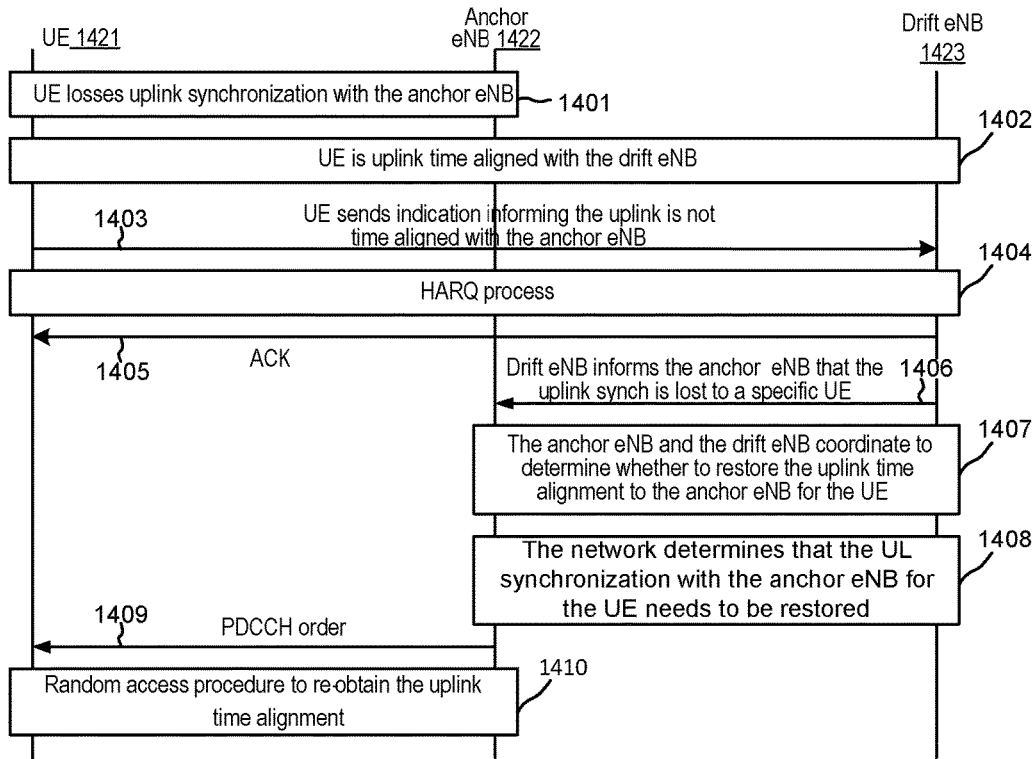 UE 1421
Anchor
eNB 1422
Drift eNB
1423
UE losses uplink synchronization with the anchor eNB
1401
1402
UE is uplink time aligned with the drift eNB
1403
UE sends indication informing the uplink is not
time aligned with the anchor eNB
1404
HARQ process
1405
ACK
Drift eNB informs the anchor eNB that the
uplink synch is lost to a specific UE
1406
1407
The anchor eNB and the drift eNB coordinate to
determine whether to restore the uplink time
alignment to the anchor eNB for the UE
1408
The network determines that the UL
synchronization with the anchor eNB for
the UE needs to be restored
1409
PDCCH order
1410
Random access procedure to re-obtain the uplink
time alignment